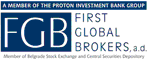 A MEMBER OF THE PROTON INVESTMENT BANK GROUP
FGB
FIRST
GLOBAL
BROKERS, a.d.
Member of Belgrade Stock Exchange and Central Securities Depository